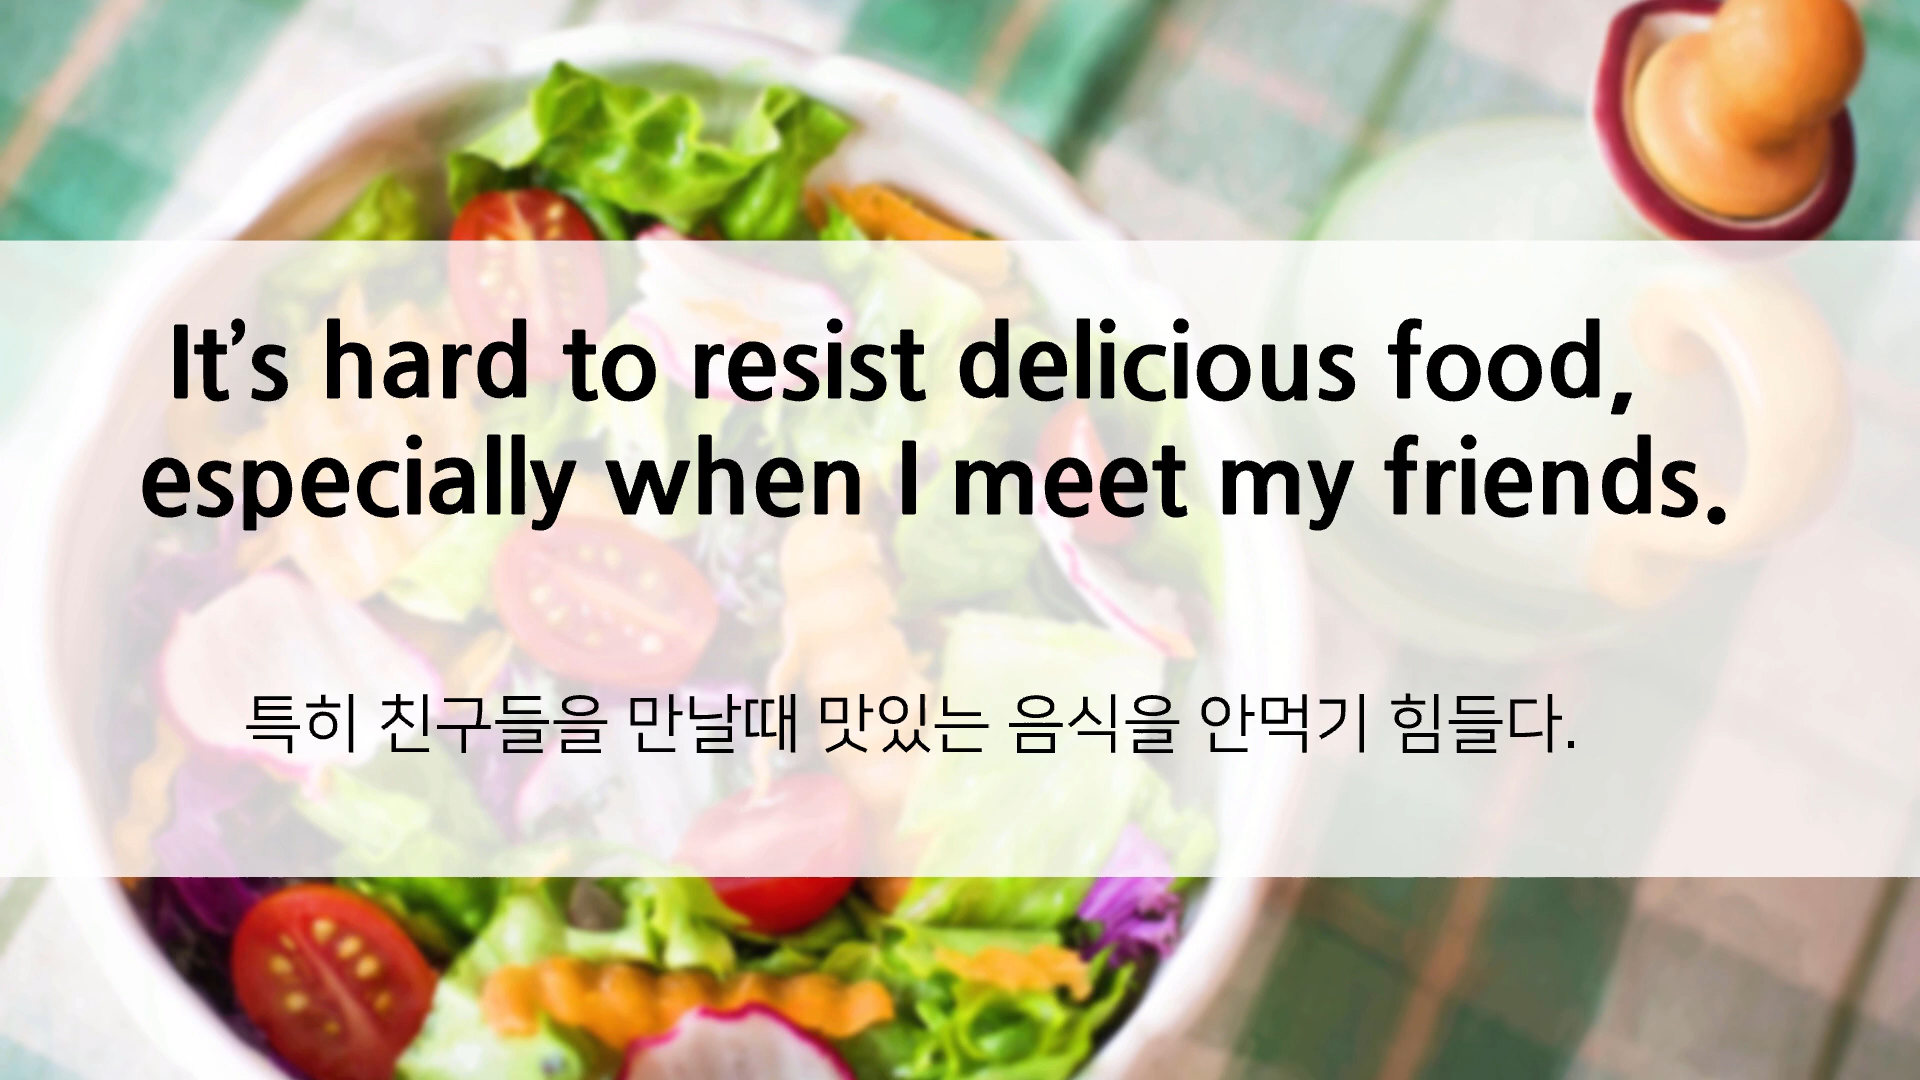 It’s hard to resist delicious food,
especially when I meet my friends.
특히 친구들을 만날때 맛있는 음식을 안먹기 힘들다.